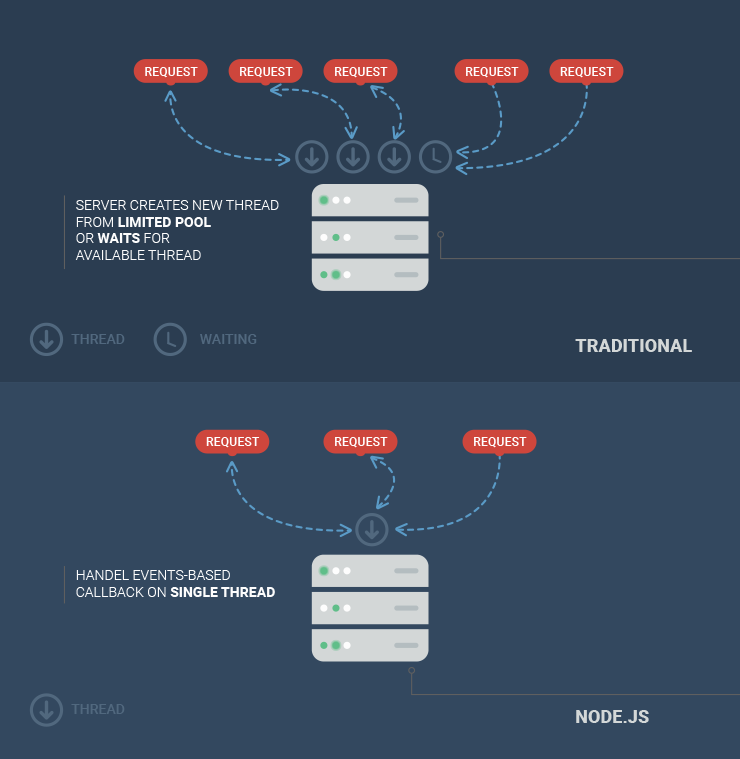 REQUEST REQUEST REQUEST REQUEST REQUEST
SERVER CREATES NEW THREAD
FROM LIMITED POOL
OR WAITS FOR
AVAILABLE THREAD
THREAD WAITING
TRADITIONAL
REQUEST REQUEST REQUEST
HANDEL EVENTS-BASED
CALLBACK ON SINGLE THREAD
THREAD
NODE.JS